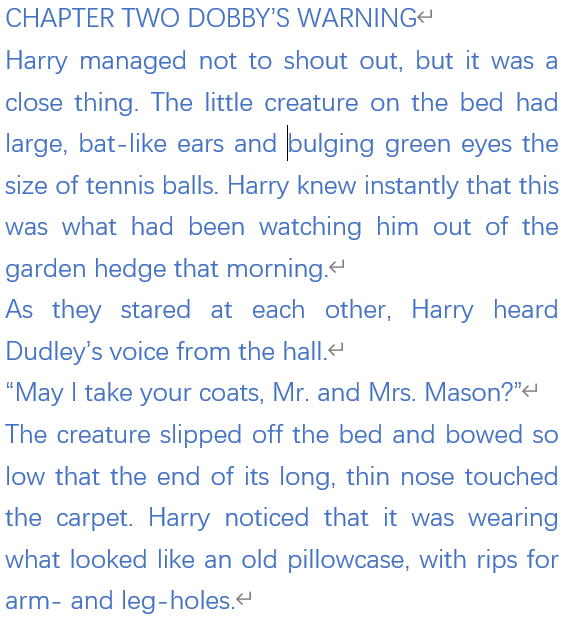 CHAPTER TWO DOBBY’S WARNING
Harry managed not to shout out, but it was a
close thing. The little creature on the bed had
large, bat-like ears and bulging green eyes the
size of tennis balls. Harry knew instantly that this
was what had been watching him out of the
garden hedge that morning.
As they stared at each other, Harry heard
Dudley’s voice from the hall.
“May I take your coats, Mr. and Mrs. Mason?”
The creature slipped off the bed and bowed so
low that the end of its long, thin nose touched
the carpet. Harry noticed that it was wearing
what looked like an old pillowcase, with rips for
arm- and leg-holes.